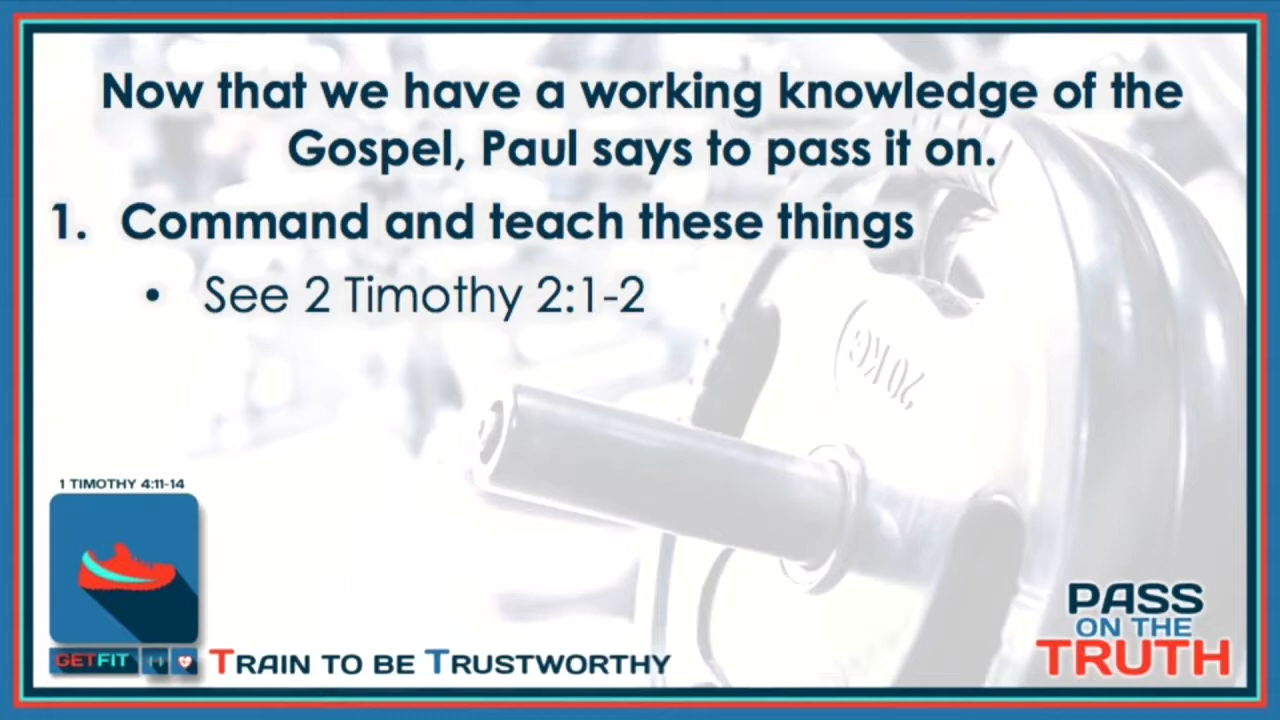 Now that we have a working knowledge of the
Gospel, Paul says to pass it on.
1. Command and teach these things
• See 2 Timothy 2:1-2
20KG
1 TIMOTHY 4:11-14
GETFIT
TRAIN TO BE TRUSTWORTHY
PASS
ON THE
TRUTH